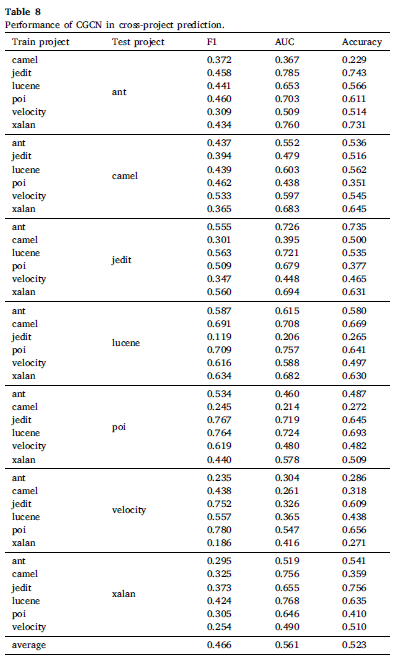 Table 8
Performance of CGCN in cross-project prediction.
Train project Test project F1 AUC Accuracy
camel 0.372 0.367 0.229
jedit 0.458 0.785 0.743
lucene 0.441 0.653 0.566
ant
poi 0.460 0.703 0.611
velocity 0.309 0.509 0.514
xalan 0.434 0.760 0.731
ant 0.437 0.552 0.536
jedit 0.394 0.479 0.516
lucene 0.439 0.603 0.562
camel
poi 0.462 0.438 0.351
velocity 0.533 0.597 0.545
xalan 0.365 0.683 0.645
ant 0.555 0.726 0.735
camel 0.301 0.395 0.500
lucene 0.563 0.721 0.535
jedit
poi 0.509 0.679 0.377
velocity 0.347 0.448 0.465
xalan 0.560 0.694 0.631
ant 0.587 0.615 0.580
camel 0.691 0.708 0.669
jedit 0.119 0.206 0.265
lucene
poi 0.709 0.757 0.641
velocity 0.616 0.588 0.497
xalan 0.634 0.682 0.630
ant 0.534 0.460 0.487
camel 0.245 0.214 0.272
jedit 0.767 0.719 0.645
poi
lucene 0.764 0.724 0.693
velocity 0.619 0.480 0.482
xalan 0.440 0.578 0.509
ant 0.235 0.304 0.286
camel 0.438 0.261 0.318
jedit 0.752 0.326 0.609
velocity
lucene 0.557 0.365 0.438
poi 0.780 0.547 0.656
xalan 0.186 0.416 0.271
ant 0.295 0.519 0.541
camel 0.325 0.756 0.359
jedit 0.373 0.655 0.756
xalan
lucene 0.424 0.768 0.635
poi 0.305 0.646 0.410
velocity 0.254 0.490 0.510
average 0.466 0.561 0.523